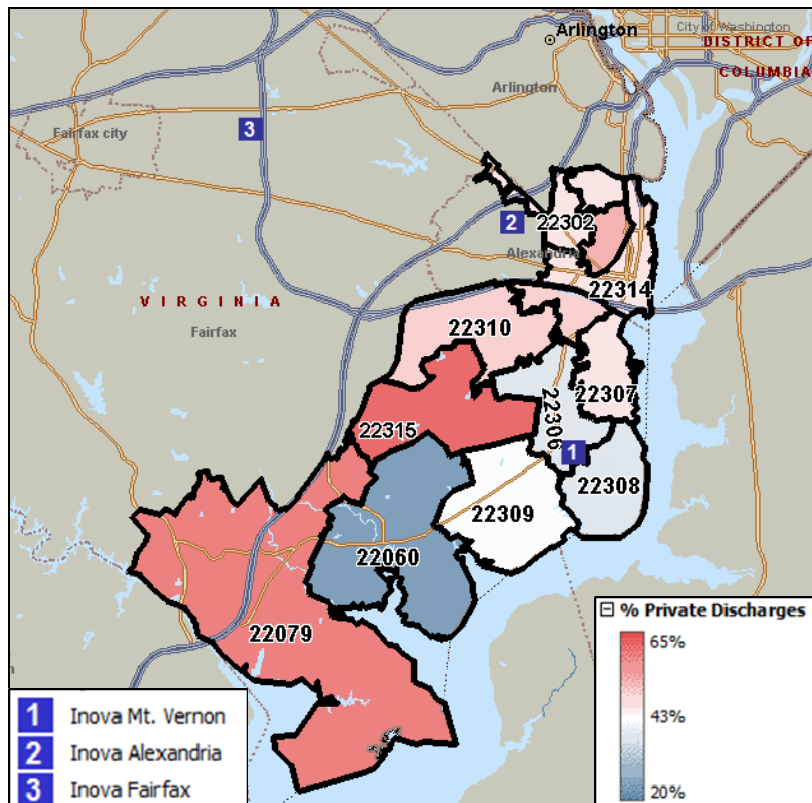 Arlington
City of Washington
DISTRICT OF
COLUMBIA
Arlington
3
Fairfax city
2
22302
Alexandria
22314
VIRGINIA
Fairfax
22310
22307
22306
22315
1
22308
22309
22060
22079
% Private Discharges
65%
43%
20%
1 Inova Mt. Vernon
2 Inova Alexandria
3 Inova Fairfax